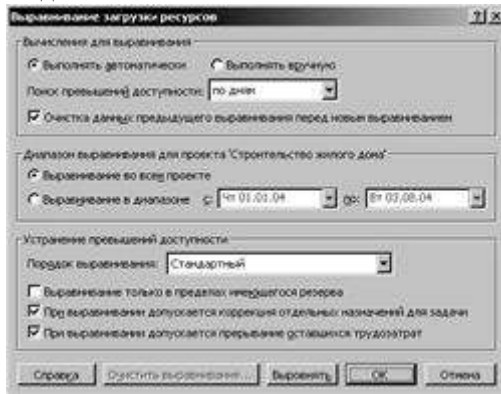 Выравнивание загрузки ресурсов
Вычисления для выравнивания
Выполнять автоматически Выполнять вручную
Поиск превышений доступности: по дням
Очистка данных предыдущего выравнивания перед новым выравниванием
Диапазон выравнивания для проекта "Строительство жилого дома"
Выравнивание во всем проекте
Выравнивание в диапазоне с: Чт 01.01.04 по: Вт 03.08.04
Устранение превышений доступности
Порядок выравнивания: Стандартный
Выравнивание только в пределах имеющегося резерва
При выравнивании допускается коррекция отдельных назначений для задачи
При выравнивании допускается прерывание оставшихся трудозатрат
Справка Очистить выравнивание... Выровнять OK Отмена